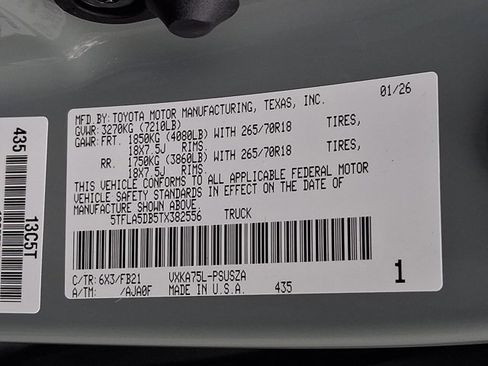 MFD.BY: TOYOTA MOTOR MANUFACTURING, TEXAS, INC. 01/26
GVWR: 3270KG (7210LB)
GAWR: FRT. 1850KG (4080LB) WITH 265/70R18 TIRES,
18X7.5J RIMS.
RR. 1750KG (3860LB) WITH 265/70R18 TIRES,
18X7.5J RIMS.
THIS VEHICLE CONFORMS TO ALL APPLICABLE FEDERAL MOTOR
VEHICLE SAFETY STANDARDS IN EFFECT ON THE DATE OF
MANUFACTURE SHOWN ABOVE.
5TFLA5DB5TX382556 TRUCK
C/TR: 6X3/FB21 VXKA75L-PSUSZA
A/TM: /AJA0F MADE IN U.S.A. 435
1
435
13C5T